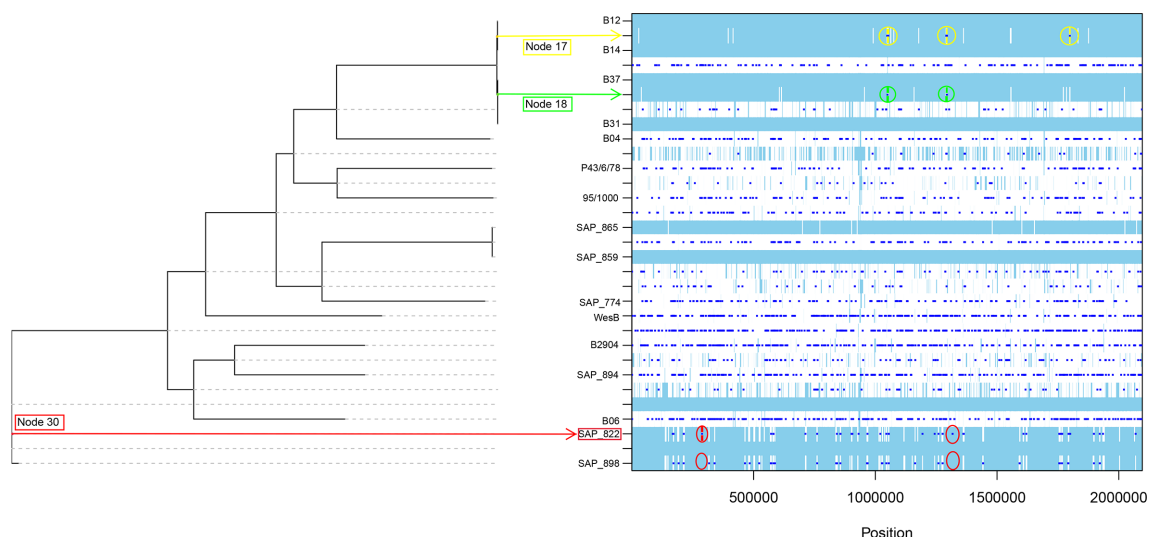 B12
Node 17
B14
B37
Node 18
B31
B04
P43/6/78
95/1000
SAP_865
SAP_859
SAP_774
WesB
B2904
SAP_894
B06
Node 30
SAP_822
SAP_898
500000 1000000 1500000 2000000
Position